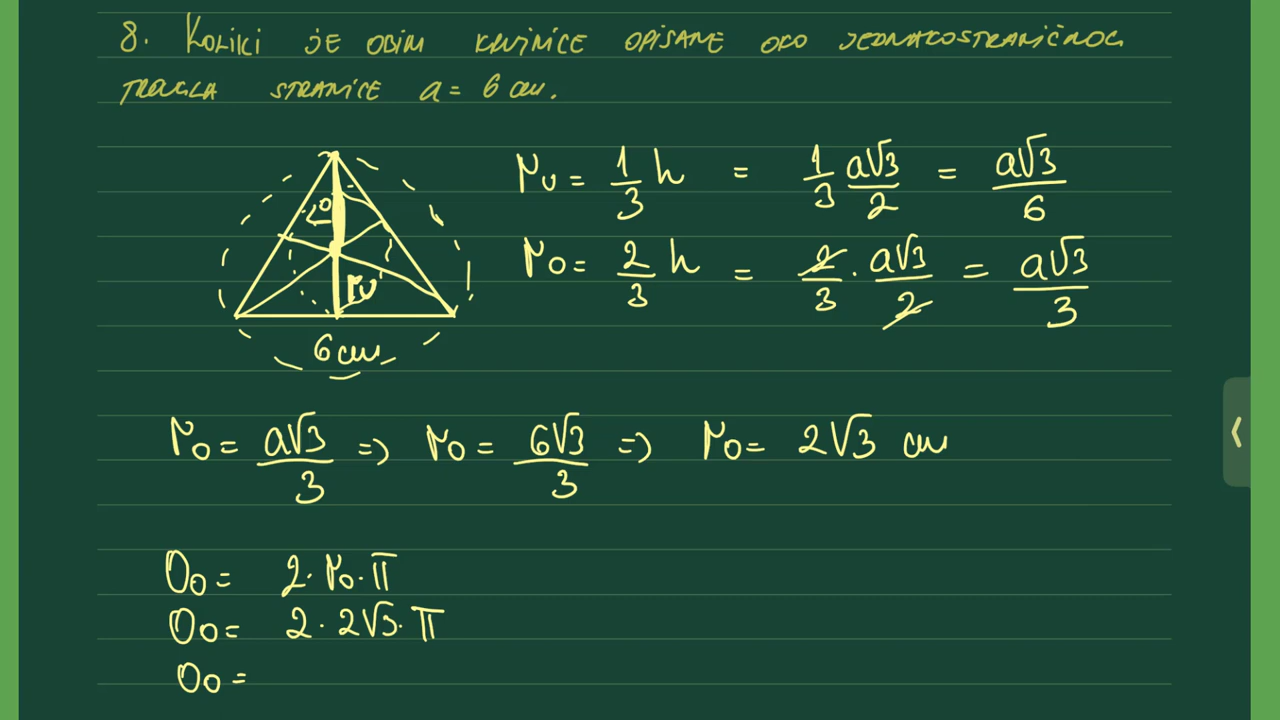 8. KOLIKI JE OBIM KRUŽNICE OPISANE OKO JEDNAKOSTRANIČNOG
TROUGLA STRANICE a = 6 cm.
ru = 1/3 h = 1/3 a√3/2 = a√3/6
ro = 2/3 h = 2/3 · a√3/2 = a√3/3
ro
ru
6 cm
ro = a√3/3 => ro = 6√3/3 => ro = 2√3 cm
Oo = 2 · ro · π
Oo = 2 · 2√3 · π
Oo =